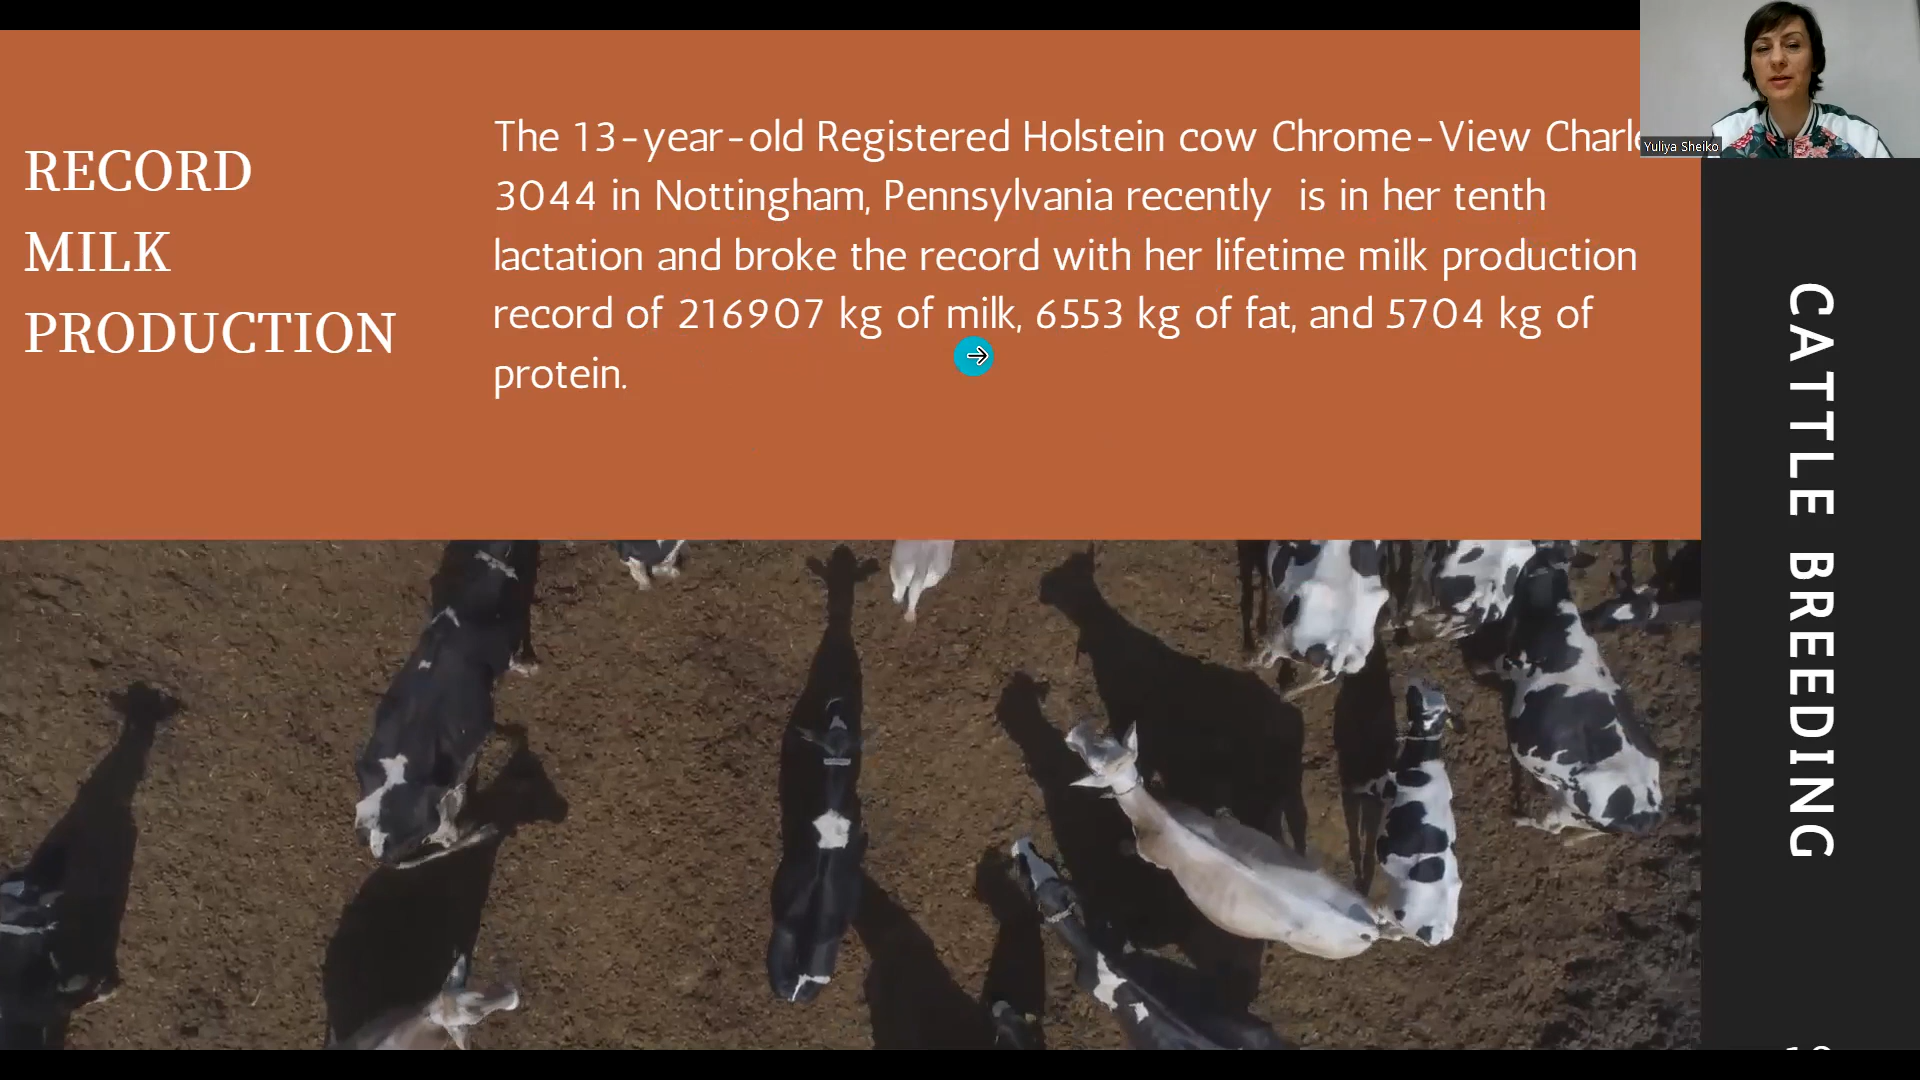 RECORD
MILK
PRODUCTION
The 13-year-old Registered Holstein cow Chrome-View
3044 in Nottingham, Pennsylvania recently is in her tenth
lactation and broke the record with her lifetime milk production
record of 216907 kg of milk, 6553 kg of fat, and 5704 kg of
protein.
Yuliya Sheiko
CATTLE BREEDING